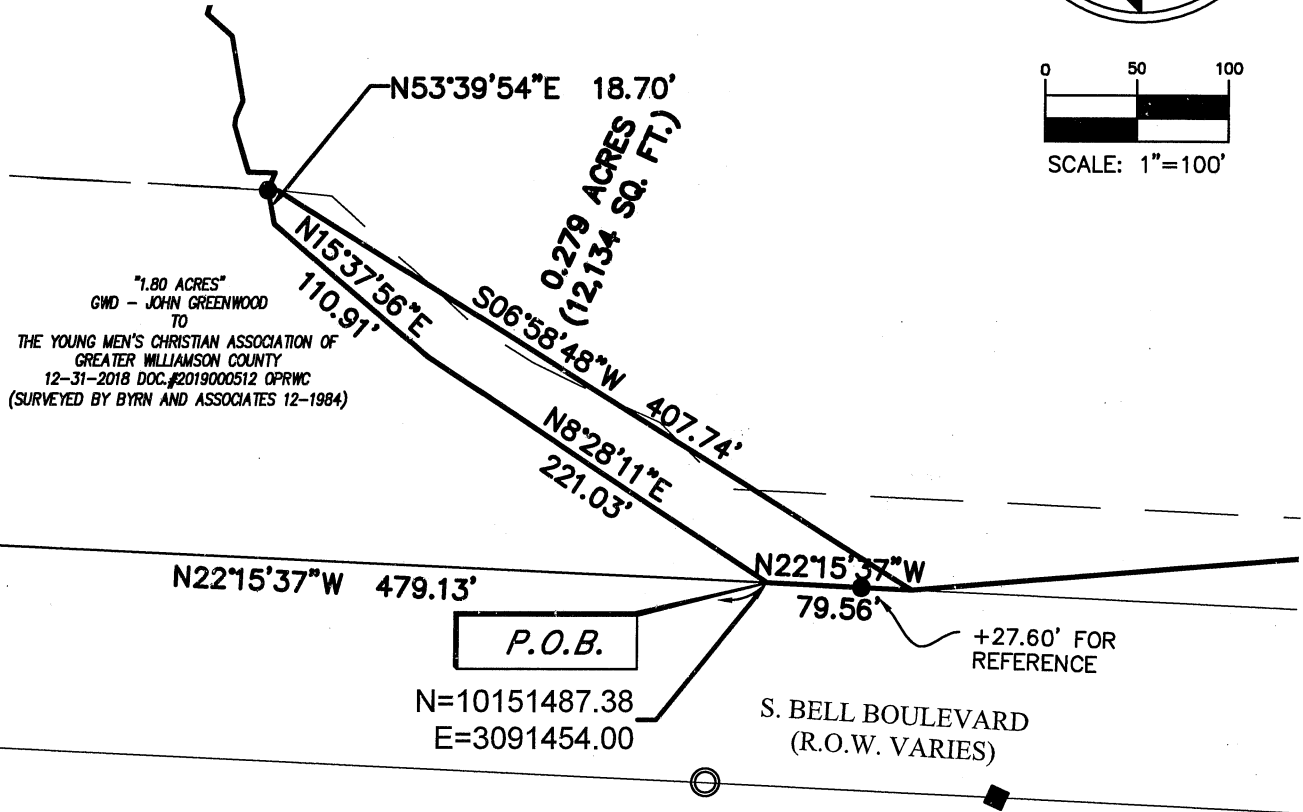 0 50 100
SCALE: 1"=100'
N53°39'54"E 18.70'
0.279 ACRES
(12,134 SQ. FT.)
N15°37'56"E
110.91'
"1.80 ACRES"
GWD - JOHN GREENWOOD
TO
THE YOUNG MEN'S CHRISTIAN ASSOCIATION OF
GREATER WILLIAMSON COUNTY
12-31-2018 DOC.#2019000512 OPRWC
(SURVEYED BY BYRN AND ASSOCIATES 12-1984)
S06°58'48"W 407.74'
N8°28'11"E
221.03'
N22°15'37"W 479.13'
N22°15'37"W
79.56'
P.O.B.
+27.60' FOR
REFERENCE
N=10151487.38
E=3091454.00
S. BELL BOULEVARD
(R.O.W. VARIES)